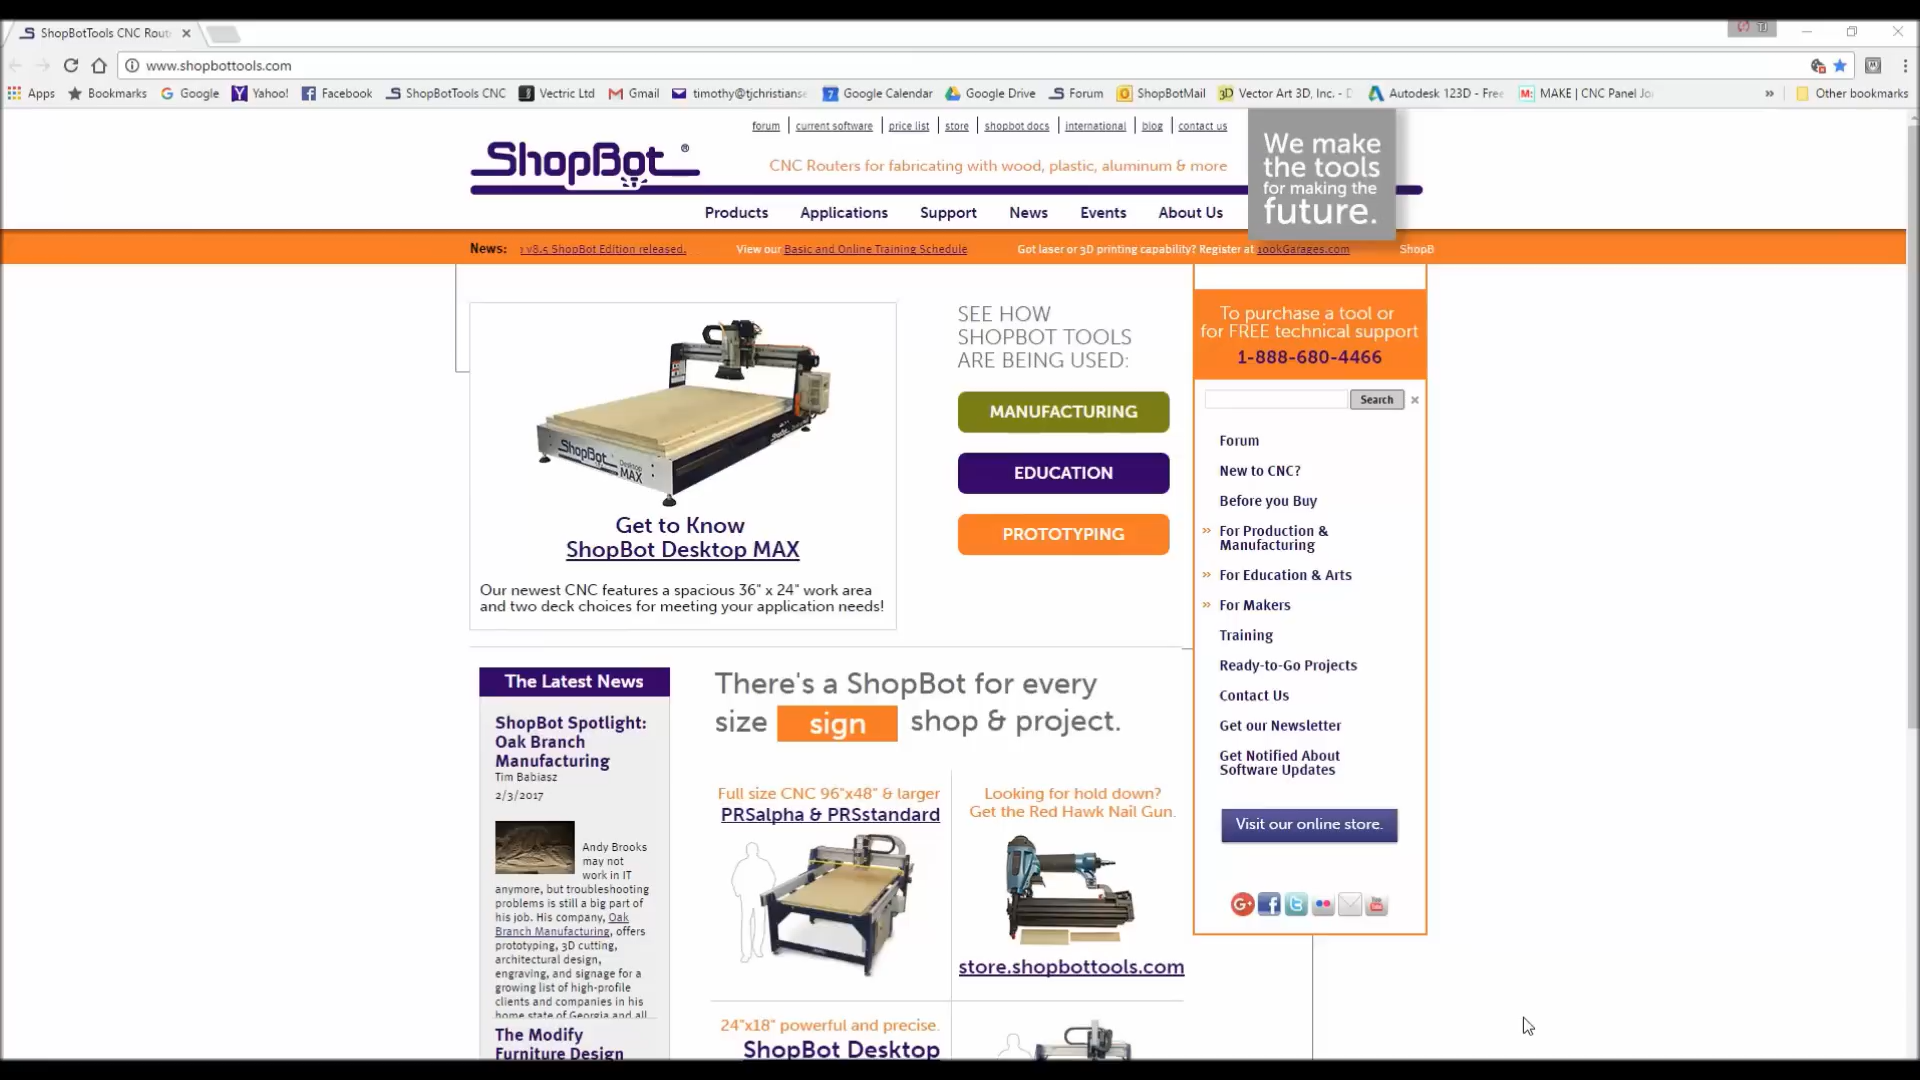 ShopBotTools CNC Rout
www.shopbottools.com
Apps
Bookmarks
Google
Yahoo!
Facebook
ShopBotTools CNC
Vectric Ltd
Gmail
timothy@tjchristians
Google Calendar
Google Drive
Forum
ShopBotMail
Vector Art 3D, Inc. - D
Autodesk 123D - Free
MAKE | CNC Panel Jo
»
Other bookmarks
forum
current software
price list
store
shopbot docs
international
blog
contact us
ShopBot®
CNC Routers for fabricating with wood, plastic, aluminum & more
We make
the tools
for making the
future.
Products
Applications
Support
News
Events
About Us
News:
v8.5 ShopBot Edition released.
View our Basic and Online Training Schedule
Got laser or 3D printing capability? Register at 100kGarages.com
ShopB
ShopBot
Desktop
MAX
Get to Know
ShopBot Desktop MAX
Our newest CNC features a spacious 36" x 24" work area
and two deck choices for meeting your application needs!
SEE HOW
SHOPBOT TOOLS
ARE BEING USED:
MANUFACTURING
EDUCATION
PROTOTYPING
To purchase a tool or
for FREE technical support
1-888-680-4466
Search
Forum
New to CNC?
Before you Buy
» For Production &
Manufacturing
» For Education & Arts
» For Makers
Training
Ready-to-Go Projects
Contact Us
Get our Newsletter
Get Notified About
Software Updates
Visit our online store.
The Latest News
ShopBot Spotlight:
Oak Branch
Manufacturing
Tim Babiasz
2/3/2017
Andy Brooks
may not
work in IT
anymore, but troubleshooting
problems is still a big part of
his job. His company, Oak
Branch Manufacturing, offers
prototyping, 3D cutting,
architectural design,
engraving, and signage for a
growing list of high-profile
clients and companies in his
home state of Georgia and all
The Modify
Furniture Design
There's a ShopBot for every
size sign shop & project.
Full size CNC 96"x48" & larger
PRSalpha & PRSstandard
Looking for hold down?
Get the Red Hawk Nail Gun.
store.shopbottools.com
24"x18" powerful and precise.
ShopBot Desktop